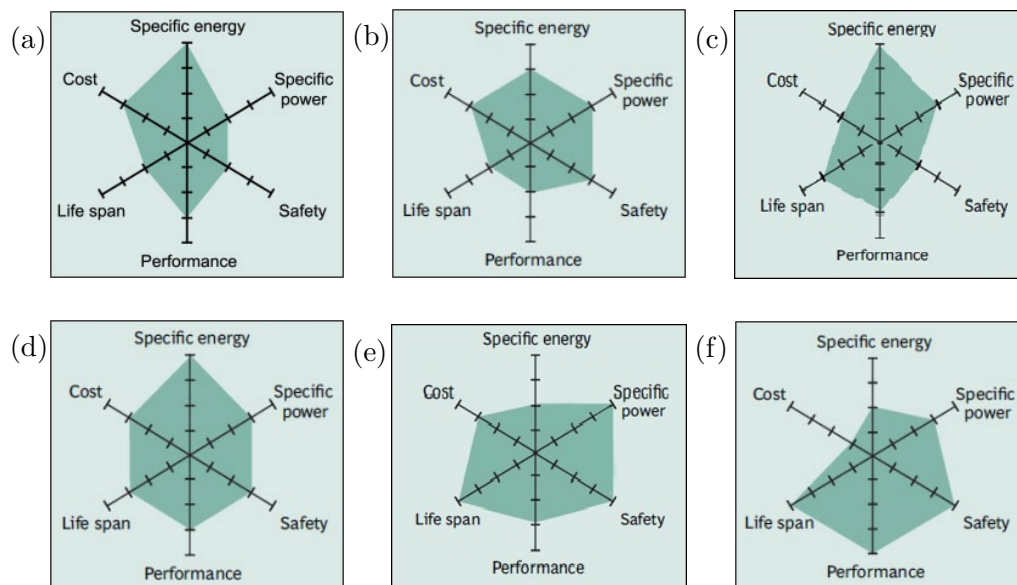 (a)
Specific energy
Cost
Specific
power
Life span
Safety
Performance
(b)
Specific energy
Cost
Specific
power
Life span
Safety
Performance
(c)
Specific energy
Cost
Specific
power
Life span
Safety
Performance
(d)
Specific energy
Cost
Specific
power
Life span
Safety
Performance
(e)
Specific energy
Cost
Specific
power
Life span
Safety
Performance
(f)
Specific energy
Cost
Specific
power
Life span
Safety
Performance